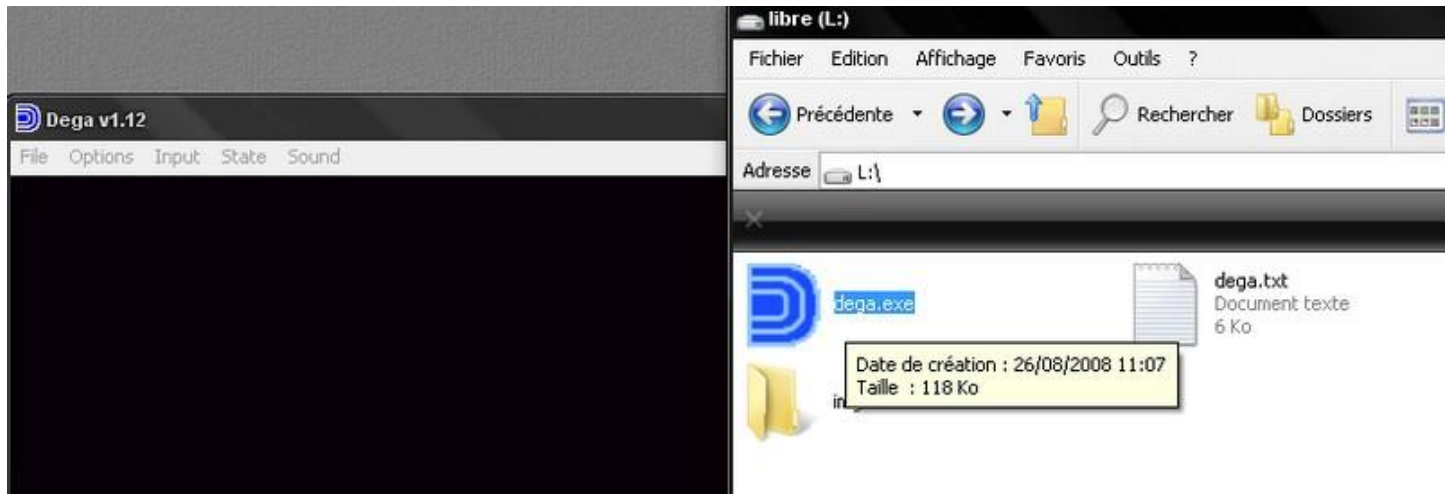 Dega v1.12
File Options Input State Sound
libre (L:)
Fichier Edition Affichage Favoris Outils ?
Précédente Rechercher Dossiers
Adresse L:\
dega.exe
dega.txt
Document texte
6 Ko
Date de création : 26/08/2008 11:07
Taille : 118 Ko